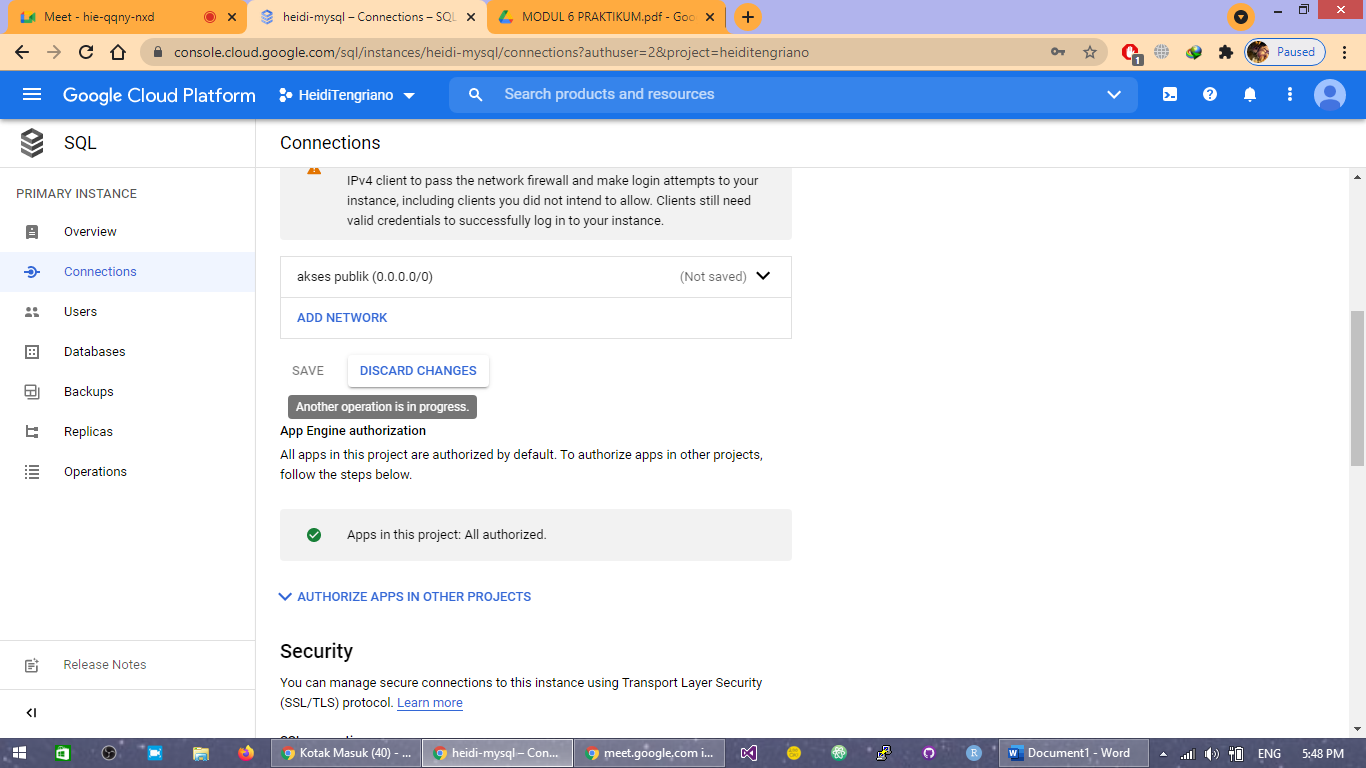 Meet - hie-qqny-nxd
heidi-mysql – Connections – SQL
MODUL 6 PRAKTIKUM.pdf - Goo
console.cloud.google.com/sql/instances/heidi-mysql/connections?authuser=2&project=heiditengriano
1
Paused
Google Cloud Platform
HeidiTengriano
Search products and resources
SQL
Connections
PRIMARY INSTANCE
Overview
Connections
Users
Databases
Backups
Replicas
Operations
Release Notes
IPv4 client to pass the network firewall and make login attempts to your
instance, including clients you did not intend to allow. Clients still need
valid credentials to successfully log in to your instance.
akses publik (0.0.0.0/0)
(Not saved)
ADD NETWORK
SAVE
DISCARD CHANGES
Another operation is in progress.
App Engine authorization
All apps in this project are authorized by default. To authorize apps in other projects,
follow the steps below.
Apps in this project: All authorized.
AUTHORIZE APPS IN OTHER PROJECTS
Security
You can manage secure connections to this instance using Transport Layer Security
(SSL/TLS) protocol. Learn more
Kotak Masuk (40) - ...
heidi-mysql – Con...
meet.google.com i...
Document1 - Word
ENG
5:48 PM